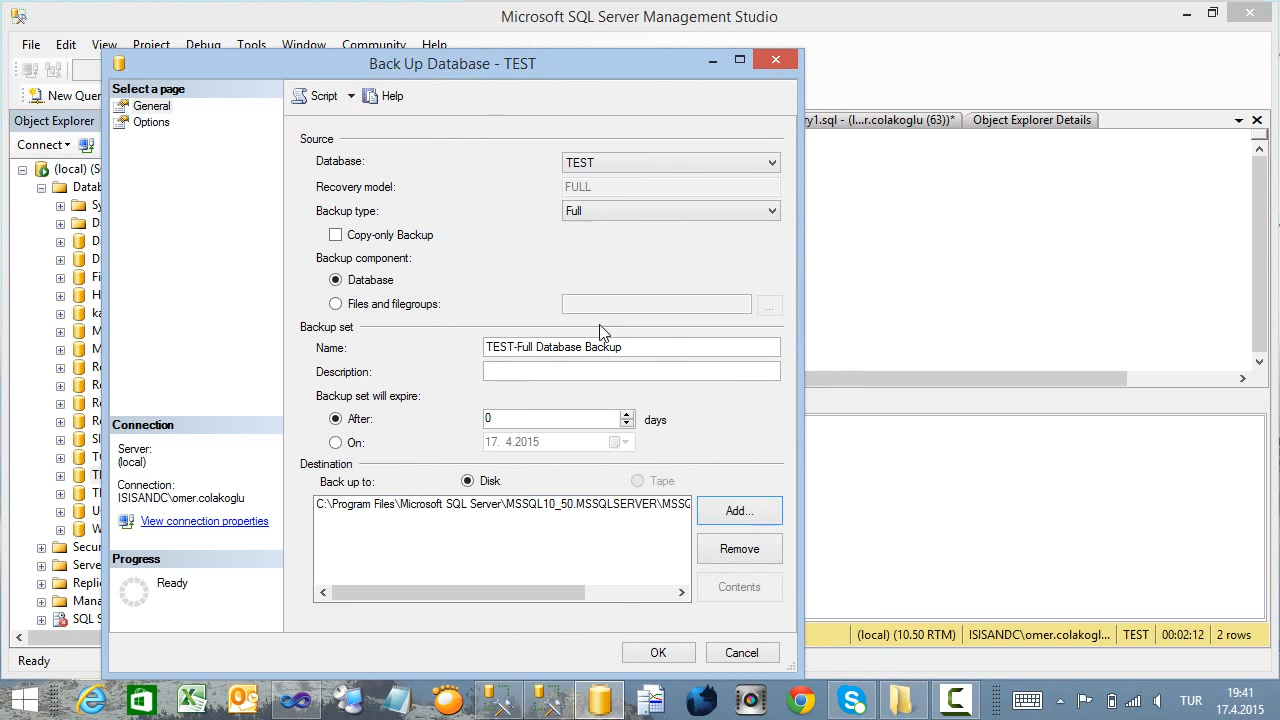 Microsoft SQL Server Management Studio
File Edit View Project Debug Tools Window Community Help
Back Up Database - TEST
Select a page
General
Options
Script
Help
New Quer
Object Explorer
y1.sql - (l...r.colakoglu (63))*
Object Explorer Details
Connect
(local) (S
Datab
Sy
Source
Database:
TEST
Recovery model:
FULL
Backup type:
Full
Copy-only Backup
Backup component:
Database
Files and filegroups:
...
Backup set
Name:
TEST-Full Database Backup
Description:
Backup set will expire:
After:
0
days
On:
17. 4.2015
Destination
Back up to:
Disk
Tape
C:\Program Files\Microsoft SQL Server\MSSQL10_50.MSSQLSERVER\MSSQ
Add...
Remove
Contents
Connection
Server:
(local)
Connection:
ISISANDC\omer.colakoglu
View connection properties
Progress
Ready
Secur
Serve
Replic
Mana
SQL S
OK
Cancel
(local) (10.50 RTM)
ISISANDC\omer.colakogl...
TEST
00:02:12
2 rows
Ready
TUR
19:41
17.4.2015